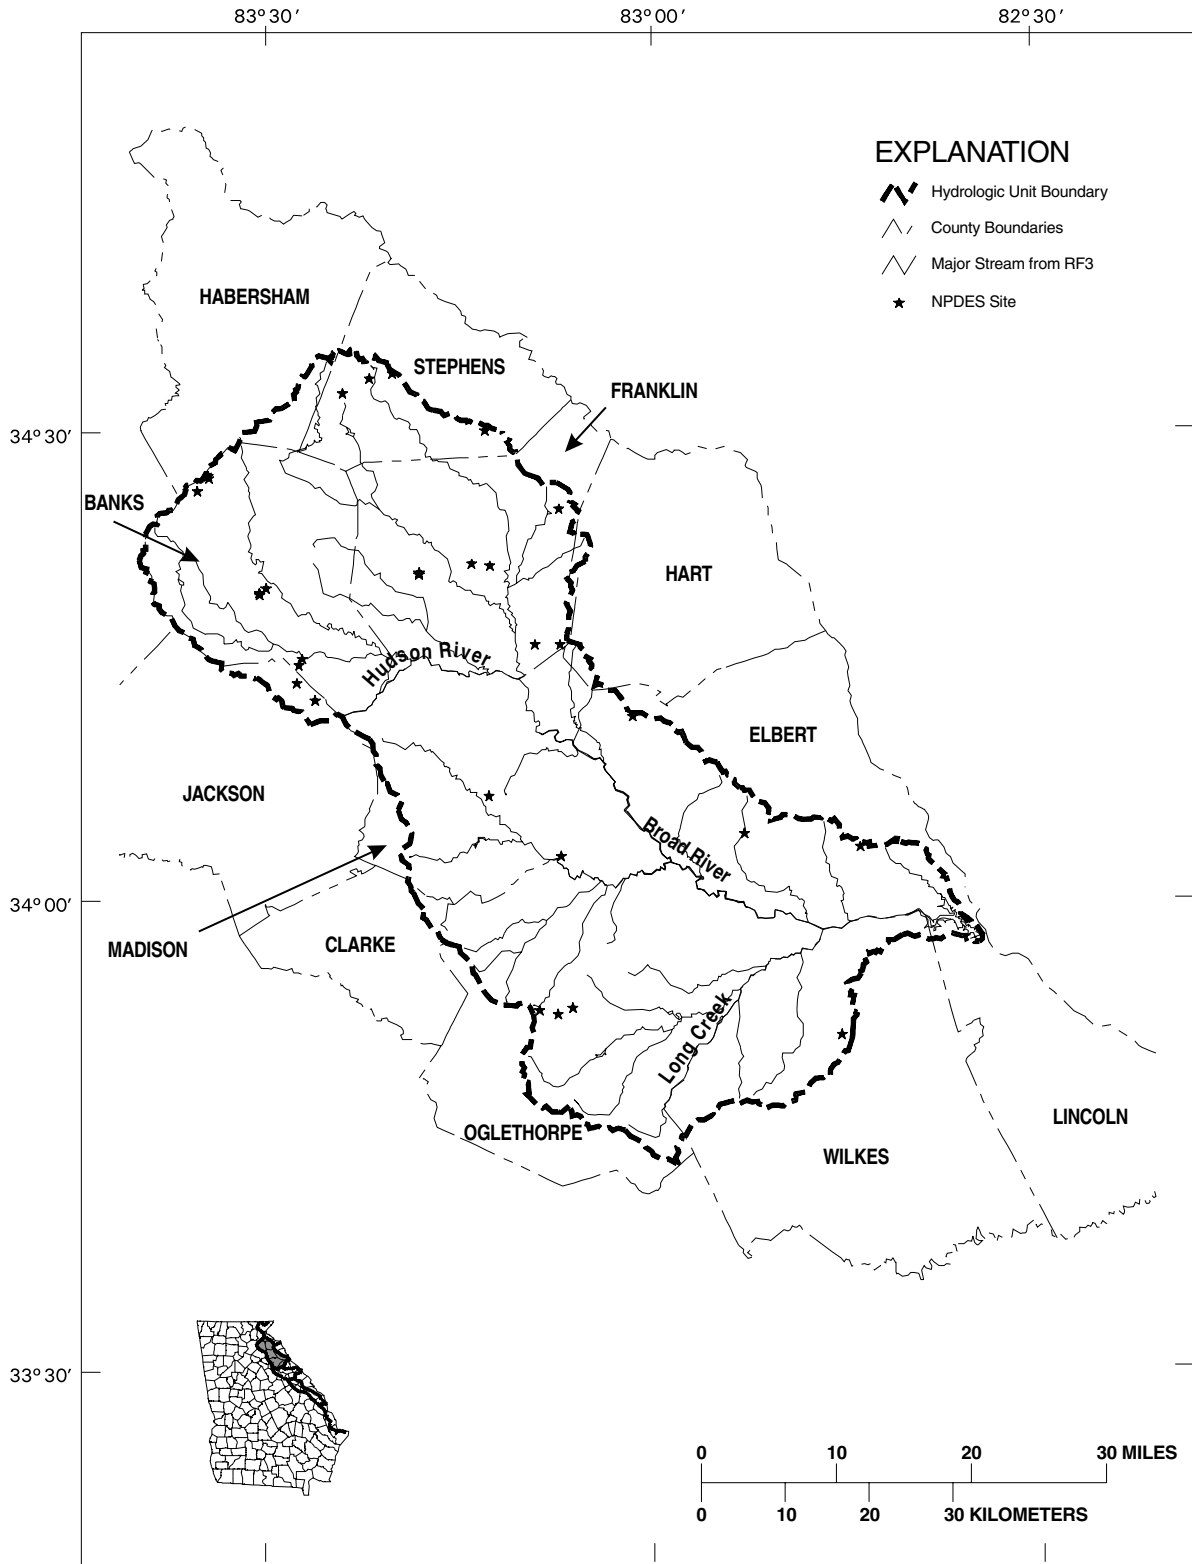 83° 30′ 83° 00′ 82° 30′
EXPLANATION
Hydrologic Unit Boundary
County Boundaries
Major Stream from RF3
NPDES Site
HABERSHAM
STEPHENS
FRANKLIN
34° 30′
BANKS
HART
Hudson River
ELBERT
JACKSON
Broad River
34° 00′
MADISON
CLARKE
Long Creek
OGLETHORPE
LINCOLN
WILKES
33° 30′
0 10 20 30 MILES
0 10 20 30 KILOMETERS